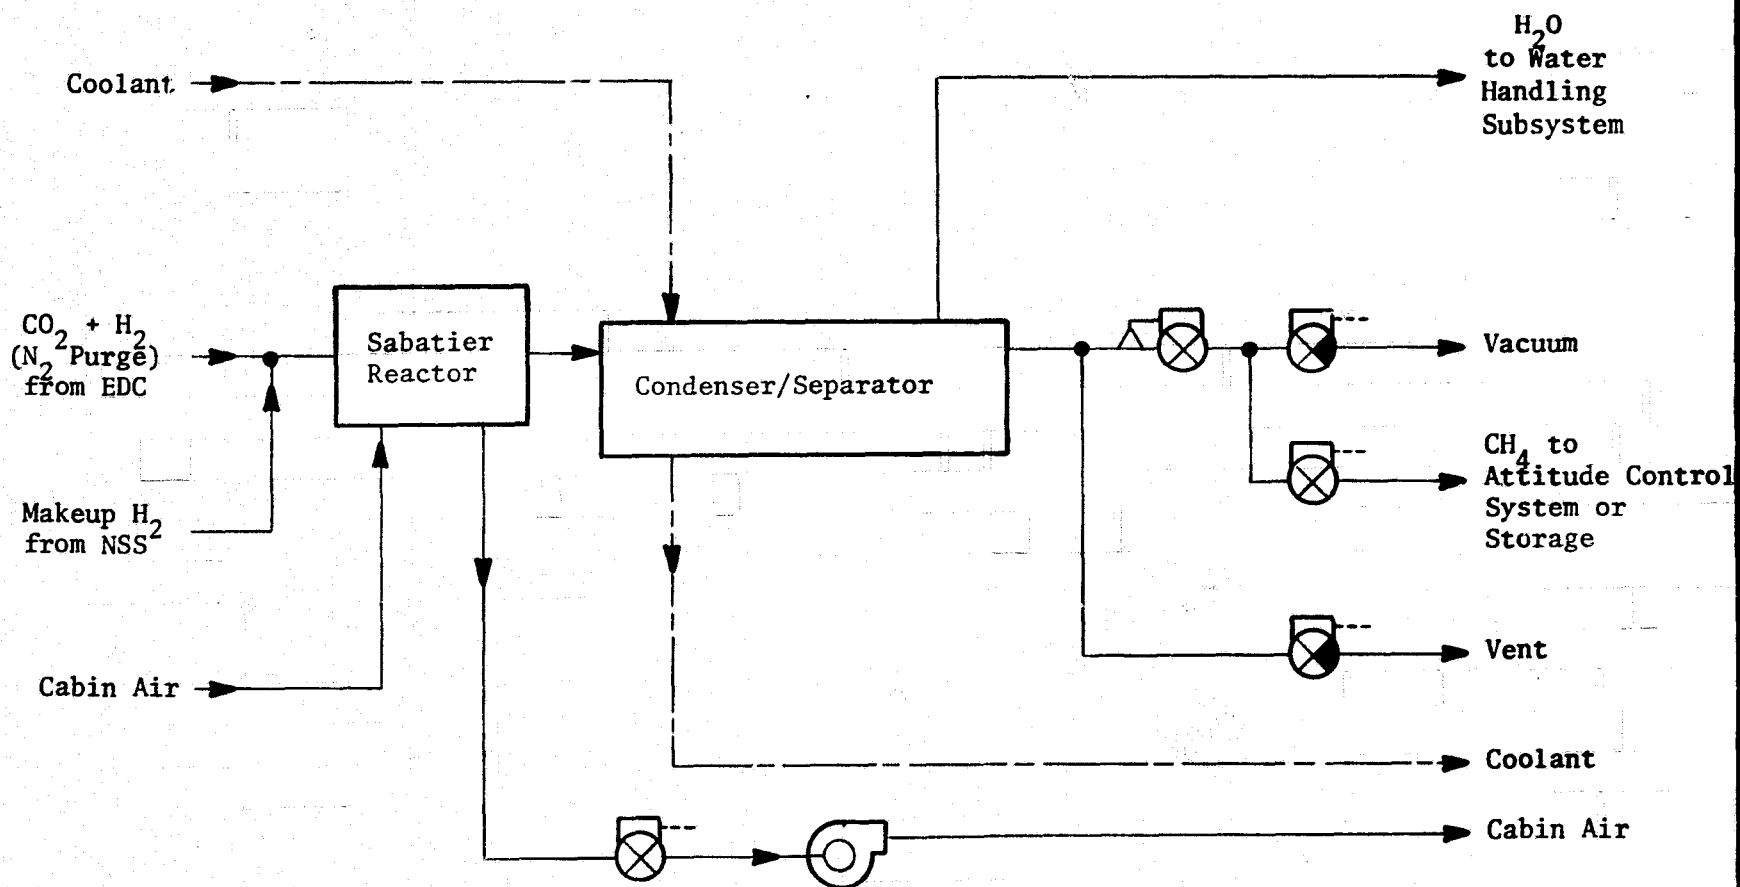 H₂O
to Water
Handling
Subsystem
Coolant
CO₂ + H₂
(N₂ Purge)
from EDC
Sabatier
Reactor
Condenser/Separator
Vacuum
CH₄ to
Attitude Control
System or
Storage
Makeup H₂
from NSS
Vent
Cabin Air
Coolant
Cabin Air